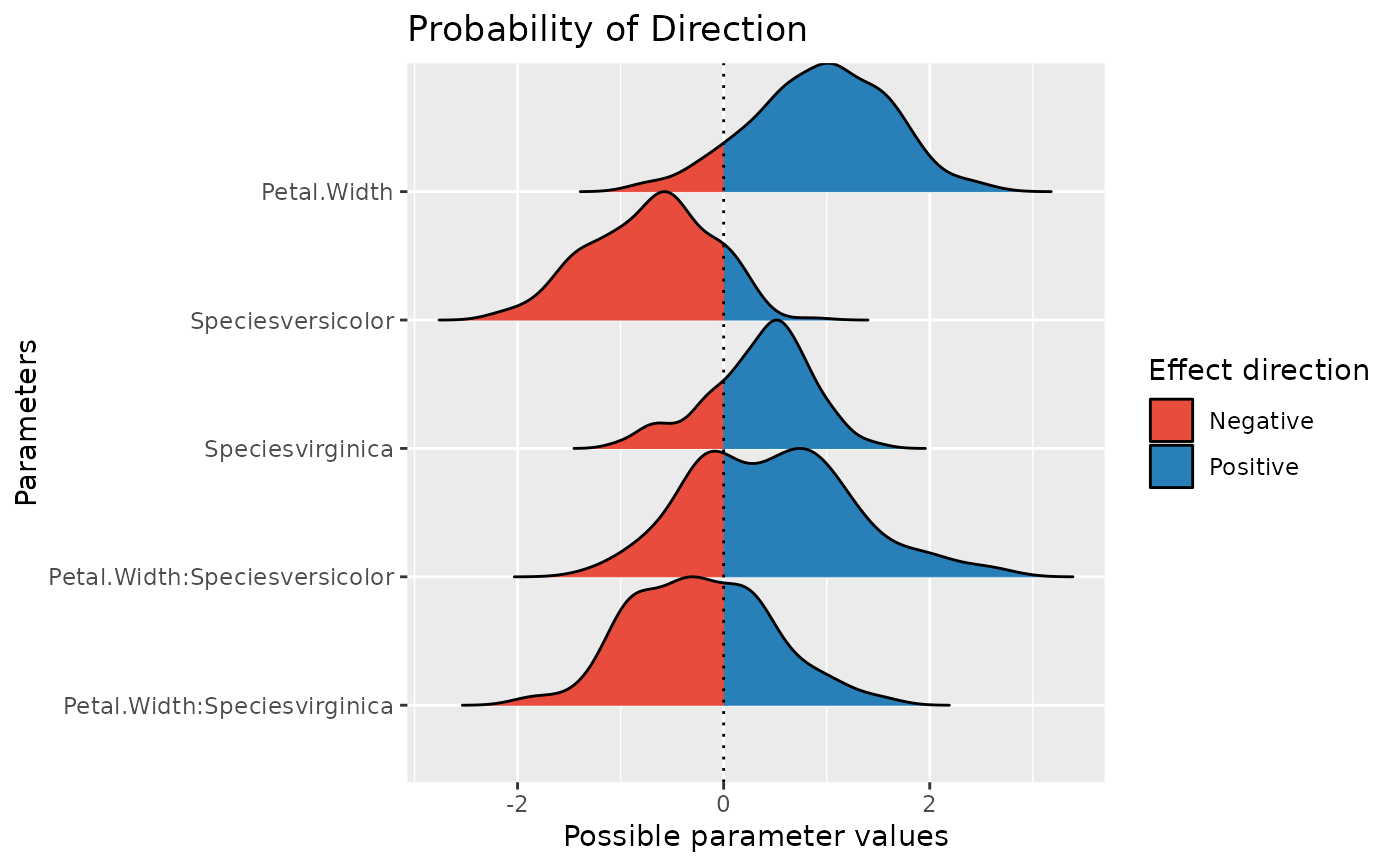 Probability of Direction
Parameters
Petal.Width
Speciesversicolor
Speciesvirginica
Petal.Width:Speciesversicolor
Petal.Width:Speciesvirginica
-2
0
2
Possible parameter values
Effect direction
Negative
Positive